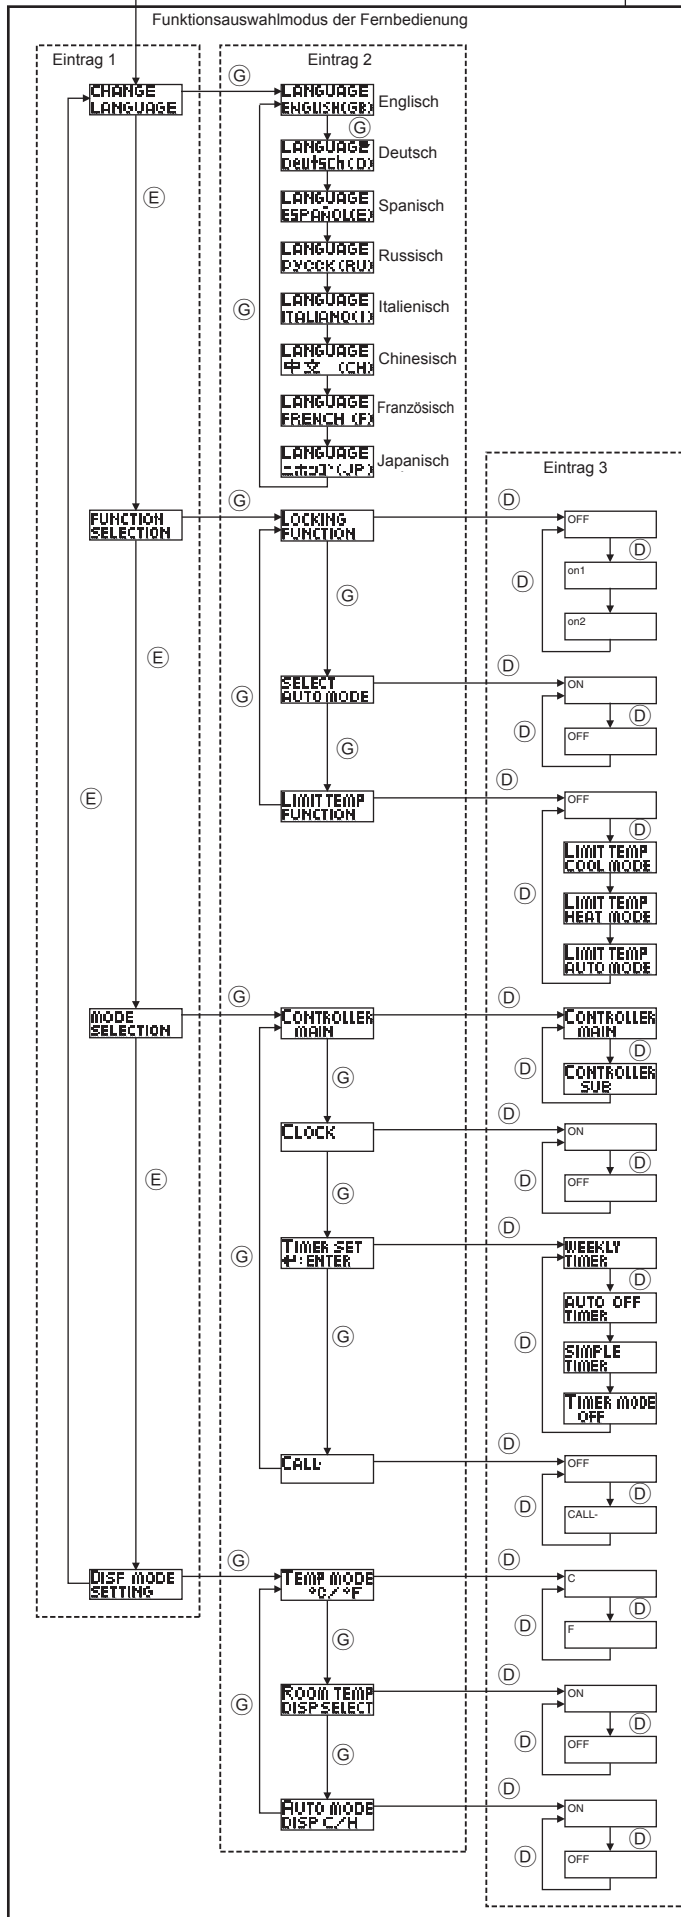 Funktionsauswahlmodus der Fernbedienung
Eintrag 1
Eintrag 2
CHANGE
LANGUAGE
G
LANGUAGE
ENGLISH(GB)
Englisch
G
LANGUAGE
Deutsch(D)
Deutsch
E
LANGUAGE
ESPAÑOL(E)
Spanisch
LANGUAGE
РУССК(RU)
Russisch
G
LANGUAGE
ITALIANO(I)
Italienisch
LANGUAGE
中文 (CH)
Chinesisch
LANGUAGE
FRENCH (F)
Französisch
LANGUAGE
(JP)
Japanisch
Eintrag 3
FUNCTION
SELECTION
G
LOCKING
FUNCTION
D
OFF
D
D
on1
G
on2
E
SELECT
AUTO MODE
D
ON
G
D
D
OFF
G
E
LIMIT TEMP
FUNCTION
D
OFF
D
LIMIT TEMP
COOL MODE
D
LIMIT TEMP
HEAT MODE
LIMIT TEMP
AUTO MODE
MODE
SELECTION
G
CONTROLLER
MAIN
D
CONTROLLER
MAIN
D
G
D
CONTROLLER
SUB
CLOCK
D
ON
E
D
G
D
OFF
G
TIMER SET
↵:ENTER
D
WEEKLY
TIMER
D
AUTO OFF
TIMER
G
D
SIMPLE
TIMER
TIMER MODE
OFF
CALL-
D
OFF
D
D
CALL-
DISP MODE
SETTING
G
TEMP MODE
°C/°F
D
C
D
G
D
F
G
ROOM TEMP
DISP SELECT
D
ON
D
G
D
OFF
AUTO MODE
DISP C/H
D
ON
D
D
OFF